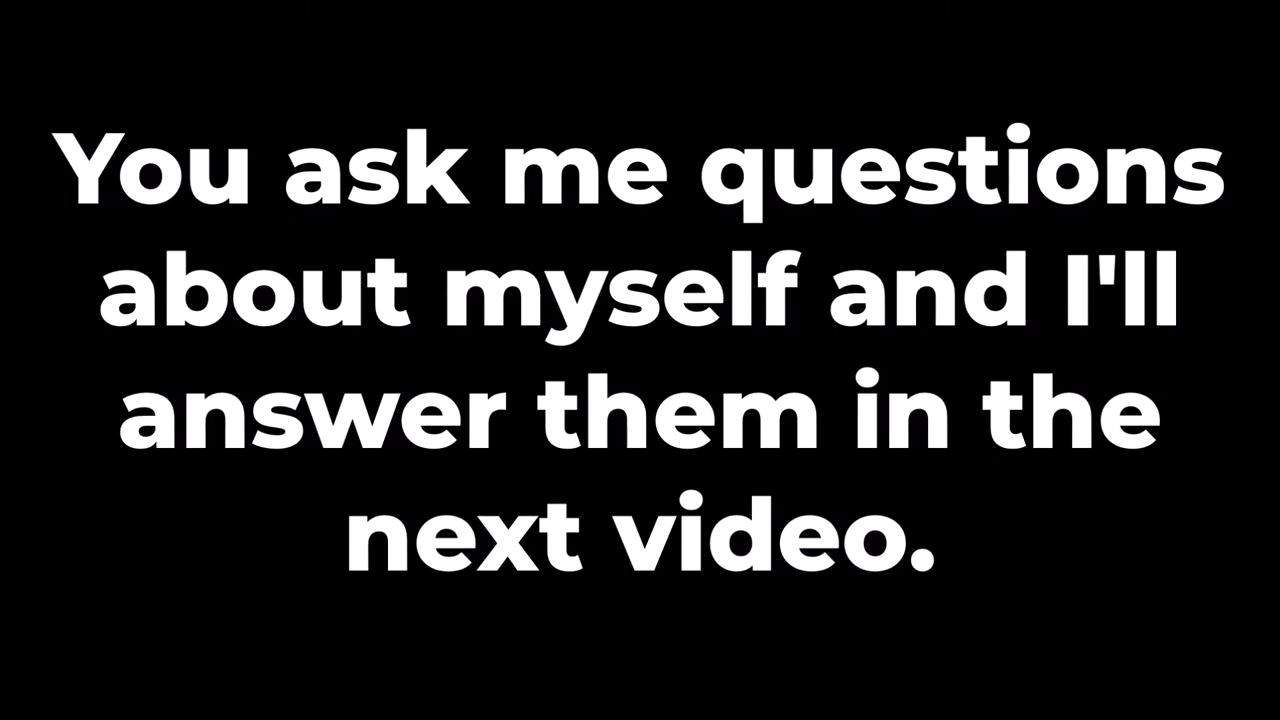 You ask me questions
about myself and I'll
answer them in the
next video.